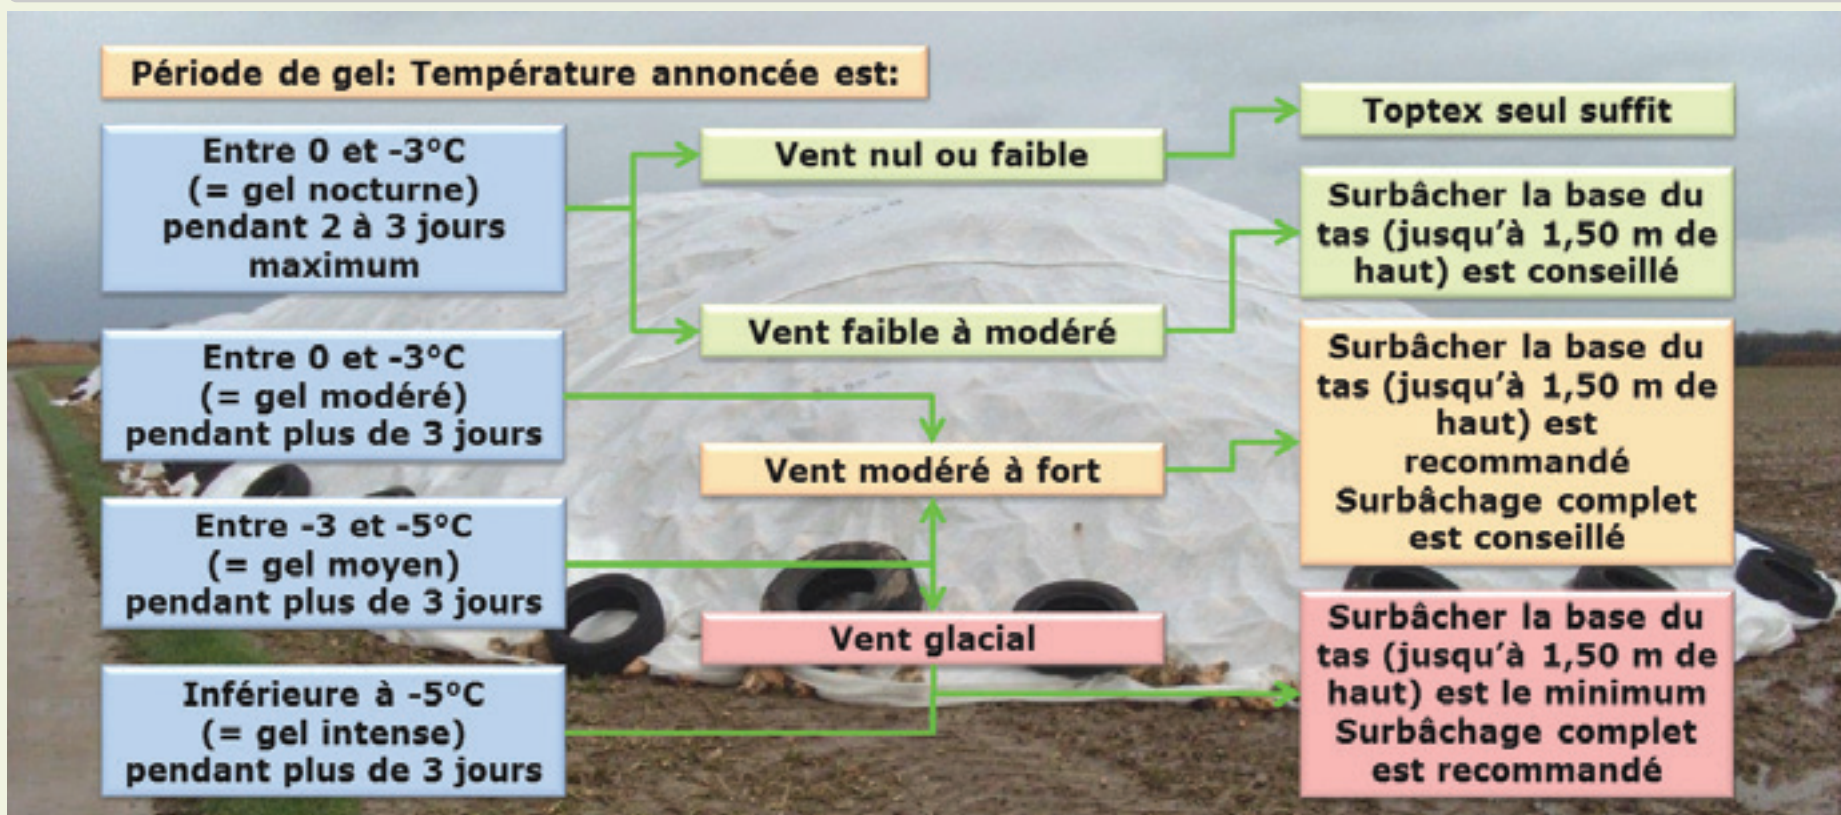 Période de gel: Température annoncée est:
Entre 0 et -3°C
(= gel nocturne)
pendant 2 à 3 jours
maximum
Entre 0 et -3°C
(= gel modéré)
pendant plus de 3 jours
Entre -3 et -5°C
(= gel moyen)
pendant plus de 3 jours
Inférieure à -5°C
(= gel intense)
pendant plus de 3 jours
Vent nul ou faible
Vent faible à modéré
Vent modéré à fort
Vent glacial
Toptex seul suffit
Surbâcher la base du
tas (jusqu'à 1,50 m de
haut) est conseillé
Surbâcher la base du
tas (jusqu'à 1,50 m de
haut) est
recommandé
Surbâchage complet
est conseillé
Surbâcher la base du
tas (jusqu'à 1,50 m de
haut) est le minimum
Surbâchage complet
est recommandé